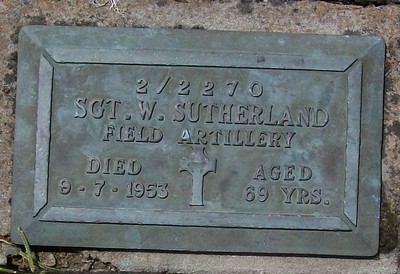 2/2270
SGT. W. SUTHERLAND
FIELD ARTILLERY
DIED AGED
9-7-1953 69 YRS.